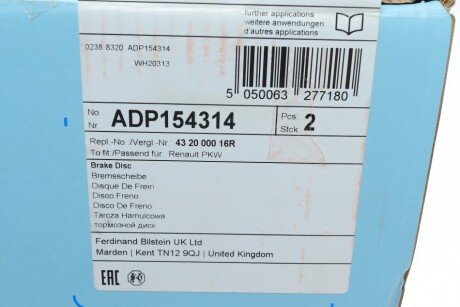 further applications
weitere anwendungen
d'autres applications
0238 8320 ADP154314
WH20313
5 050063 277180
No.
Nr. ADP154314
Pcs.
Stck. 2
Repl.-No. /Vergl.-Nr 43 20 000 16R
To fit /Passend für Renault PKW
Brake Disc
Bremsscheibe
Disque De Frein
Disco Freno
Disco De Freno
Tarcza Hamulcowa
тормозной диск
Ferdinand Bilstein UK Ltd
Marden | Kent TN12 9QJ | United Kingdom
EAC